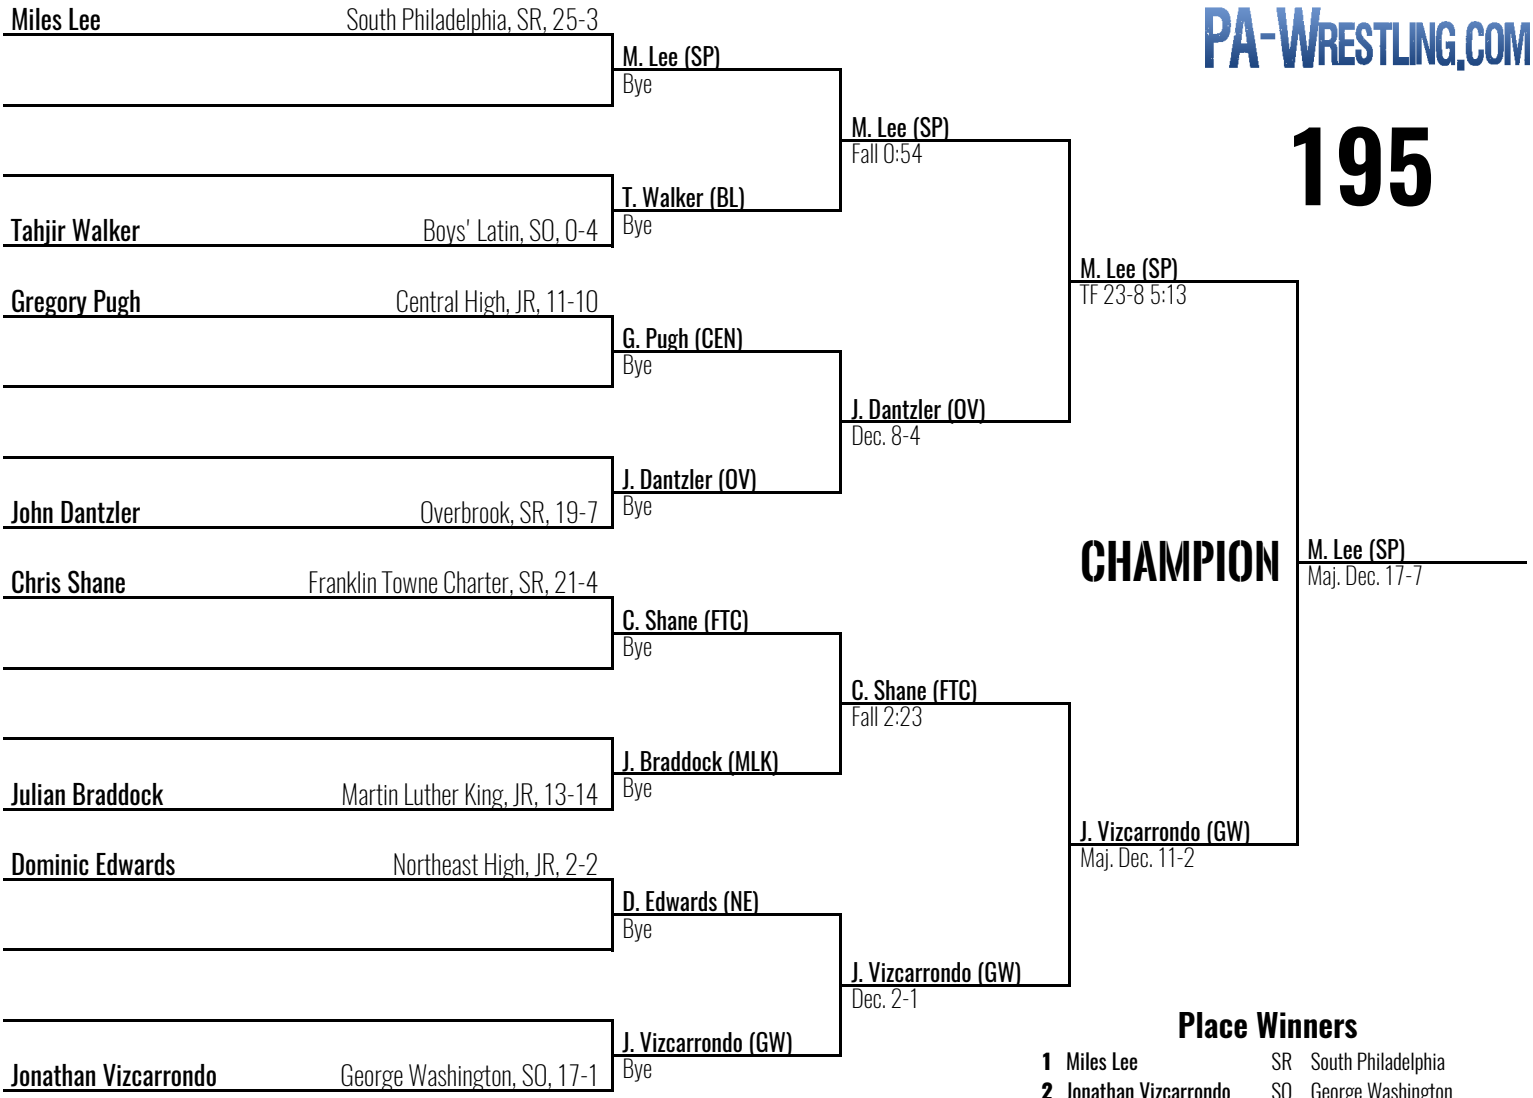 Miles Lee South Philadelphia, SR, 25-3
PA-WRESTLING.COM
M. Lee (SP)
Bye
M. Lee (SP)
Fall 0:54
195
T. Walker (BL)
Bye
Tahjir Walker Boys' Latin, SO, 0-4
M. Lee (SP)
TF 23-8 5:13
Gregory Pugh Central High, JR, 11-10
G. Pugh (CEN)
Bye
J. Dantzler (OV)
Dec. 8-4
J. Dantzler (OV)
Bye
John Dantzler Overbrook, SR, 19-7
CHAMPION
M. Lee (SP)
Maj. Dec. 17-7
Chris Shane Franklin Towne Charter, SR, 21-4
C. Shane (FTC)
Bye
C. Shane (FTC)
Fall 2:23
J. Braddock (MLK)
Bye
Julian Braddock Martin Luther King, JR, 13-14
J. Vizcarrondo (GW)
Maj. Dec. 11-2
Dominic Edwards Northeast High, JR, 2-2
D. Edwards (NE)
Bye
J. Vizcarrondo (GW)
Dec. 2-1
J. Vizcarrondo (GW)
Bye
Jonathan Vizcarrondo George Washington, SO, 17-1
Place Winners
1 Miles Lee SR South Philadelphia
2 Jonathan Vizcarrondo SO George Washington